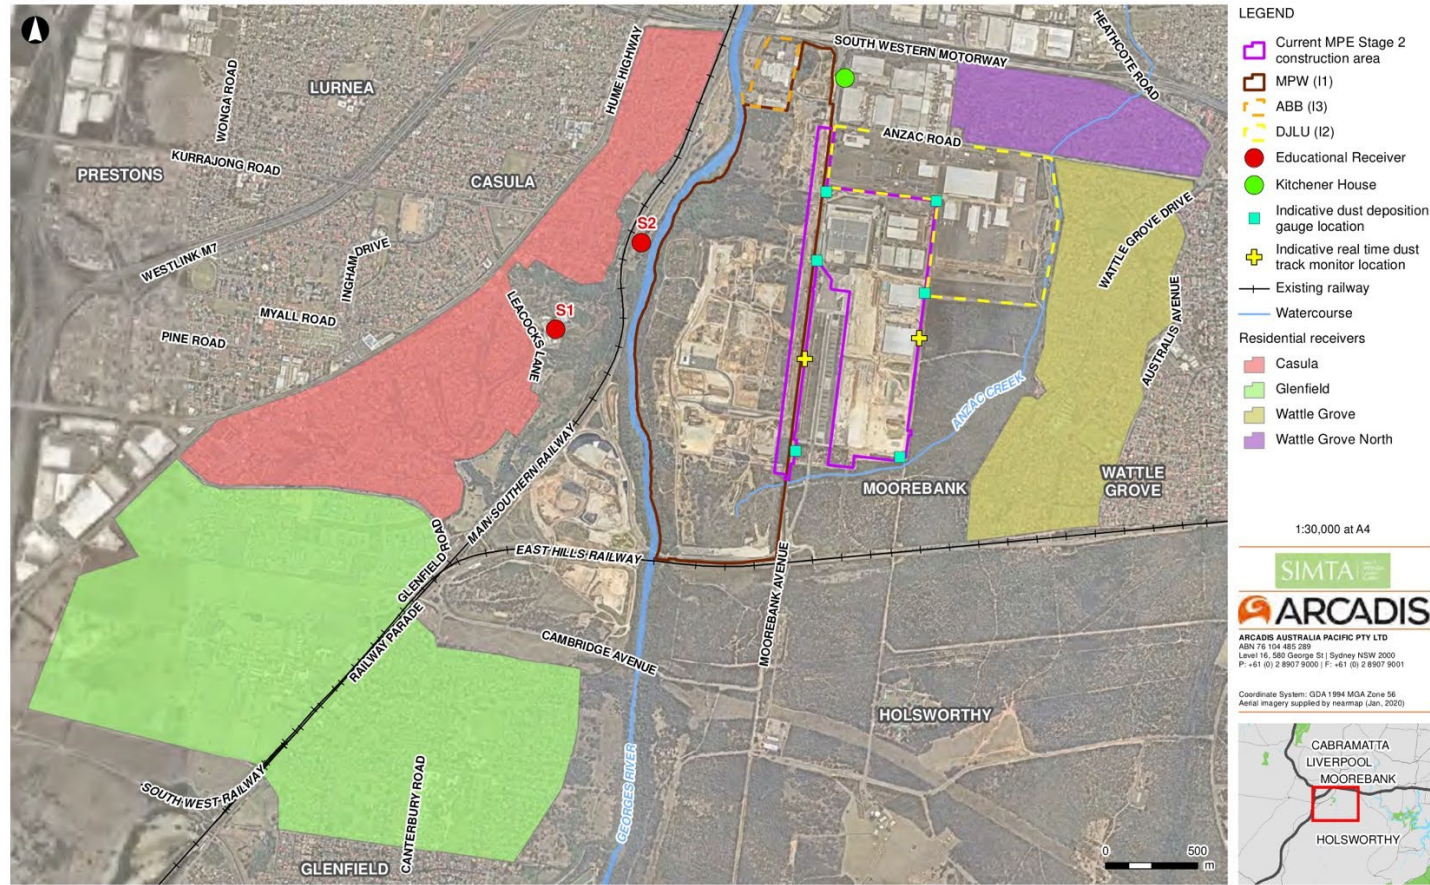 LURNEA
WONGA ROAD
KURRAJONG ROAD
PRESTONS
CASULA
HUME HIGHWAY
SOUTH WESTERN MOTORWAY
HEATHCOTE ROAD
ANZAC ROAD
WESTLINK M7
INGHAM DRIVE
MYALL ROAD
PINE ROAD
S2
S1
LEACOCKS
LANE
WATTLE GROVE DRIVE
AUSTRALIS AVENUE
ANZAC CREEK
MOOREBANK
WATTLE
GROVE
MAIN SOUTHERN RAILWAY
EAST HILLS RAILWAY
GLENFIELD ROAD
RAILWAY PARADE
CAMBRIDGE AVENUE
MOOREBANK AVENUE
HOLSWORTHY
SOUTH WEST RAILWAY
CANTERBURY ROAD
GEORGES RIVER
GLENFIELD
0 500
m
LEGEND
Current MPE Stage 2
construction area
MPW (I1)
ABB (I3)
DJLU (I2)
Educational Receiver
Kitchener House
Indicative dust deposition
gauge location
Indicative real time dust
track monitor location
Existing railway
Watercourse
Residential receivers
Casula
Glenfield
Wattle Grove
Wattle Grove North
1:30,000 at A4
SIMTA
ARCADIS
ARCADIS AUSTRALIA PACIFIC PTY LTD
ABN 76 104 485 289
Level 16, 580 George St | Sydney NSW 2000
P: +61 (0) 2 8907 9000 | F: +61 (0) 2 8907 9001
Coordinate System: GDA 1994 MGA Zone 56
Aerial imagery supplied by nearmap (Jan, 2020)
CABRAMATTA
LIVERPOOL
MOOREBANK
HOLSWORTHY